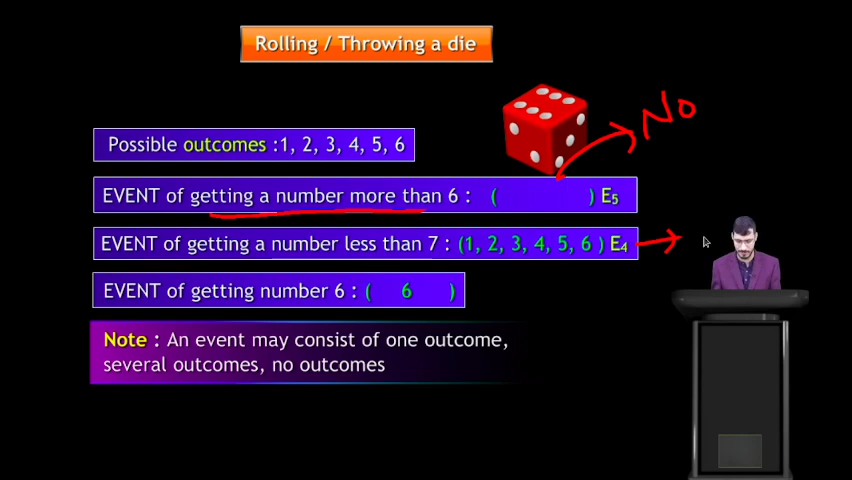 Rolling / Throwing a die
No
Possible outcomes :1, 2, 3, 4, 5, 6
EVENT of getting a number more than 6 : ( ) E₅
EVENT of getting a number less than 7 : (1, 2, 3, 4, 5, 6 ) E₄
EVENT of getting number 6 : ( 6 )
Note : An event may consist of one outcome,
several outcomes, no outcomes